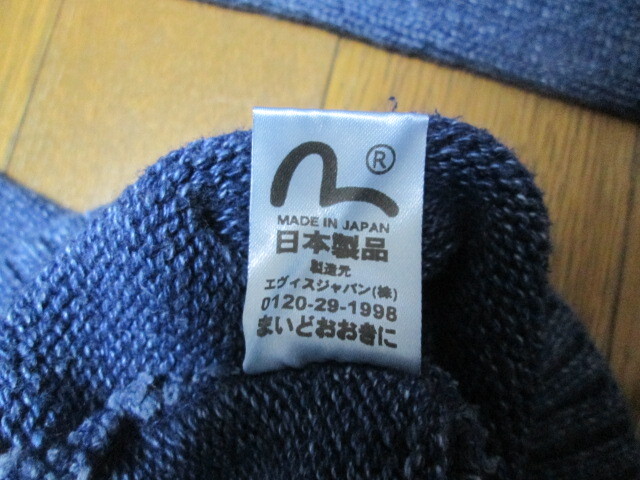 ®
MADE IN JAPAN
日本製品
製造元
エヴィスジャパン(株)
0120-29-1998
まいどおおきに